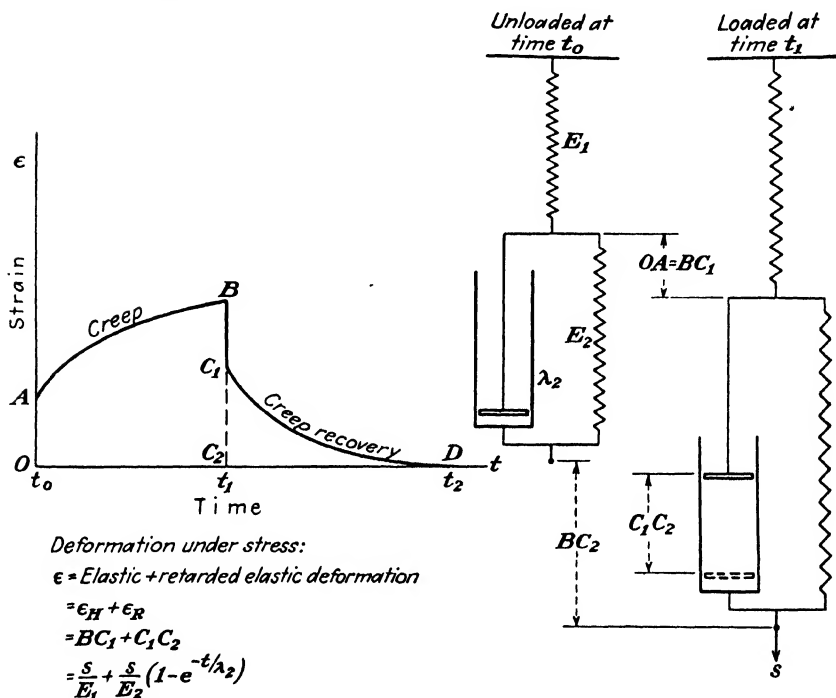 Unloaded at
time t₀
Loaded at
time t₁
E₁
ϵ
Strain
OA=BC₁
B
Creep
E₂
C₁
λ₂
A
Creep recovery
O
C₂
D
t
t₀
t₁
t₂
Time
BC₂
C₁C₂
Deformation under stress:
ϵ = Elastic + retarded elastic deformation
=ϵ_H + ϵ_R
=BC₁ + C₁C₂
=s/E₁ + s/E₂ (1-e^{-t/λ₂})
s